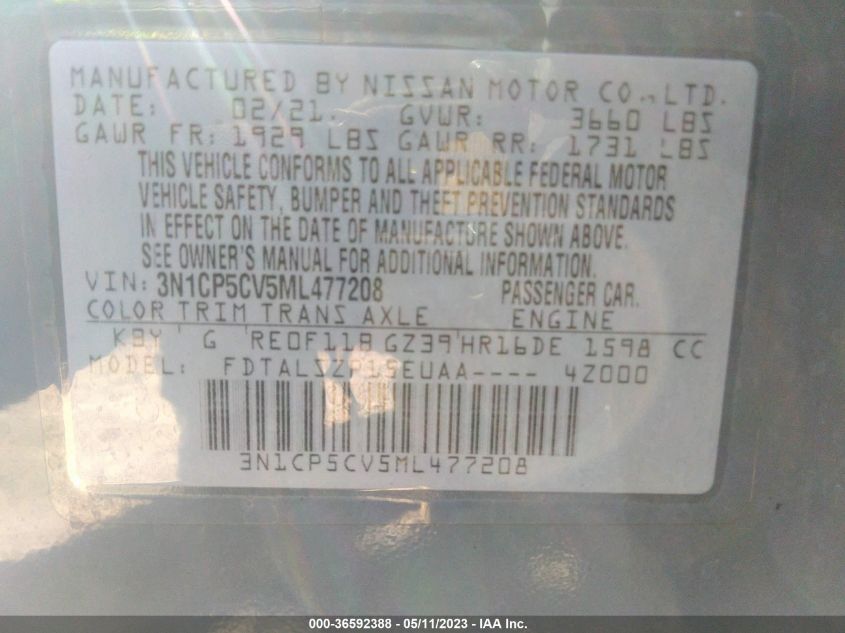 MANUFACTURED BY NISSAN MOTOR CO., LTD.
DATE: 02/21. GVWR: 3660 LBS
GAWR FR: 1929 LBS GAWR RR: 1731 LBS
THIS VEHICLE CONFORMS TO ALL APPLICABLE FEDERAL MOTOR
VEHICLE SAFETY, BUMPER AND THEFT PREVENTION STANDARDS
IN EFFECT ON THE DATE OF MANUFACTURE SHOWN ABOVE.
SEE OWNER'S MANUAL FOR ADDITIONAL INFORMATION.
VIN: 3N1CP5CV5ML477208 PASSENGER CAR.
COLOR TRIM TRANS AXLE ENGINE
G GZ39 HR16DE 1598 CC
MODEL: 4Z000
3N1CP5CV5ML477208
000-36592388 - 05/11/2023 - IAA Inc.